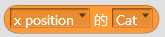 x position 的 Cat